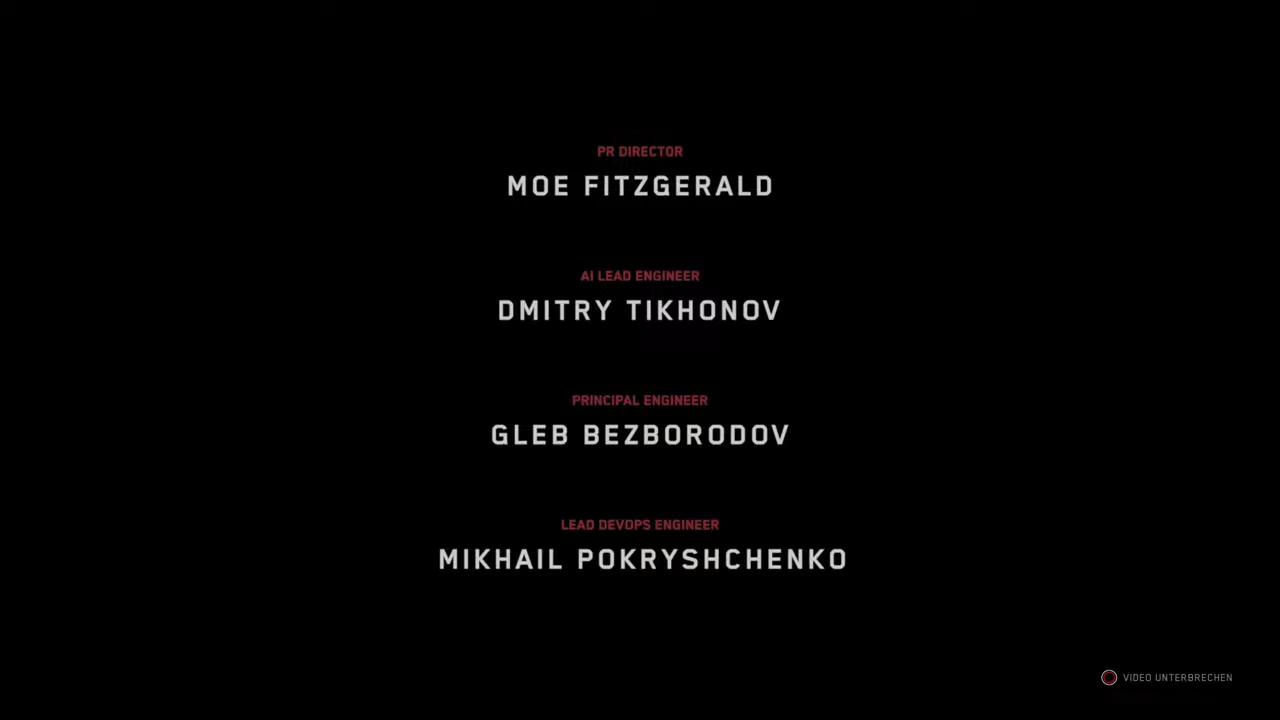 PR DIRECTOR
MOE FITZGERALD
AI LEAD ENGINEER
DMITRY TIKHONOV
PRINCIPAL ENGINEER
GLEB BEZBORODOV
LEAD DEVOPS ENGINEER
MIKHAIL POKRYSHCHENKO
VIDEO UNTERBRECHEN